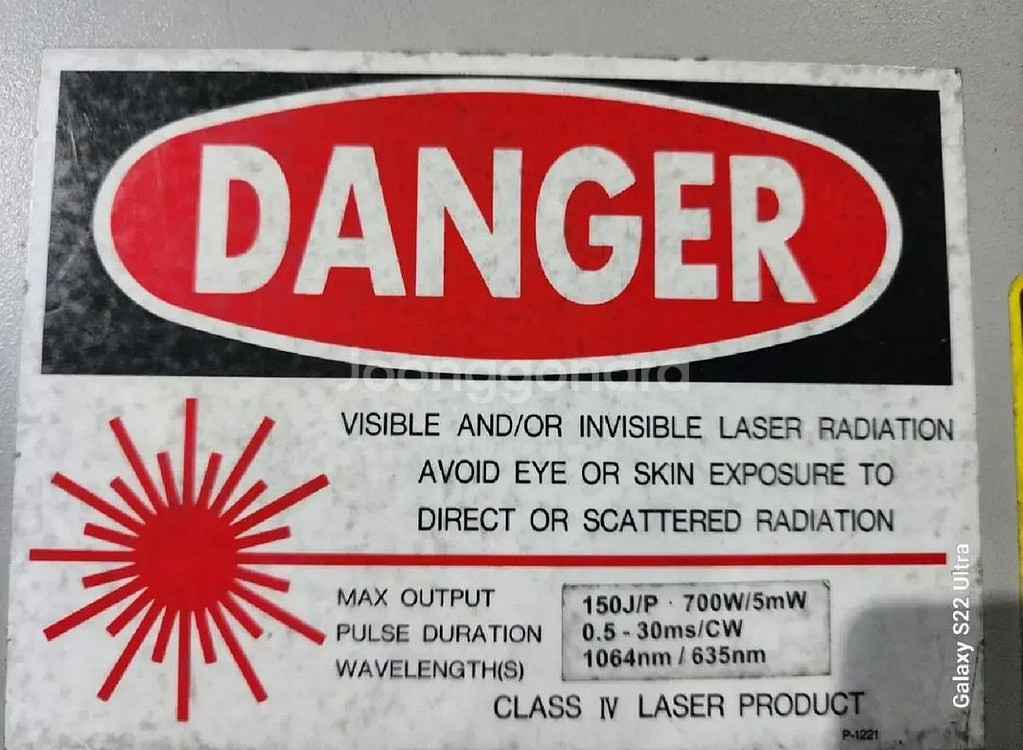 DANGER
Joonggonara
VISIBLE AND/OR INVISIBLE LASER RADIATION
AVOID EYE OR SKIN EXPOSURE TO
DIRECT OR SCATTERED RADIATION
MAX OUTPUT 150J/P · 700W/5mW
PULSE DURATION 0.5 - 30ms/CW
WAVELENGTH(S) 1064nm / 635nm
CLASS IV LASER PRODUCT
P-1221
Galaxy S22 Ultra